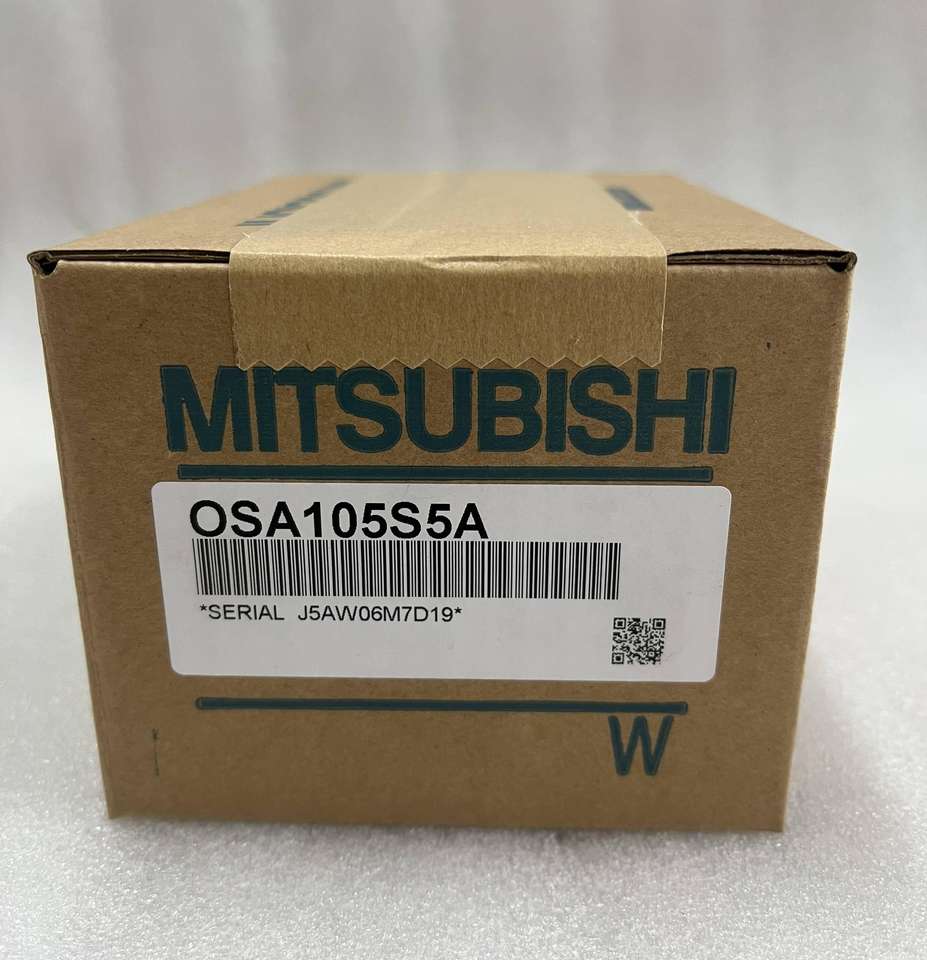 MITSUBISHI
OSA105S5A
*SERIAL J5AW06M7D19*
W